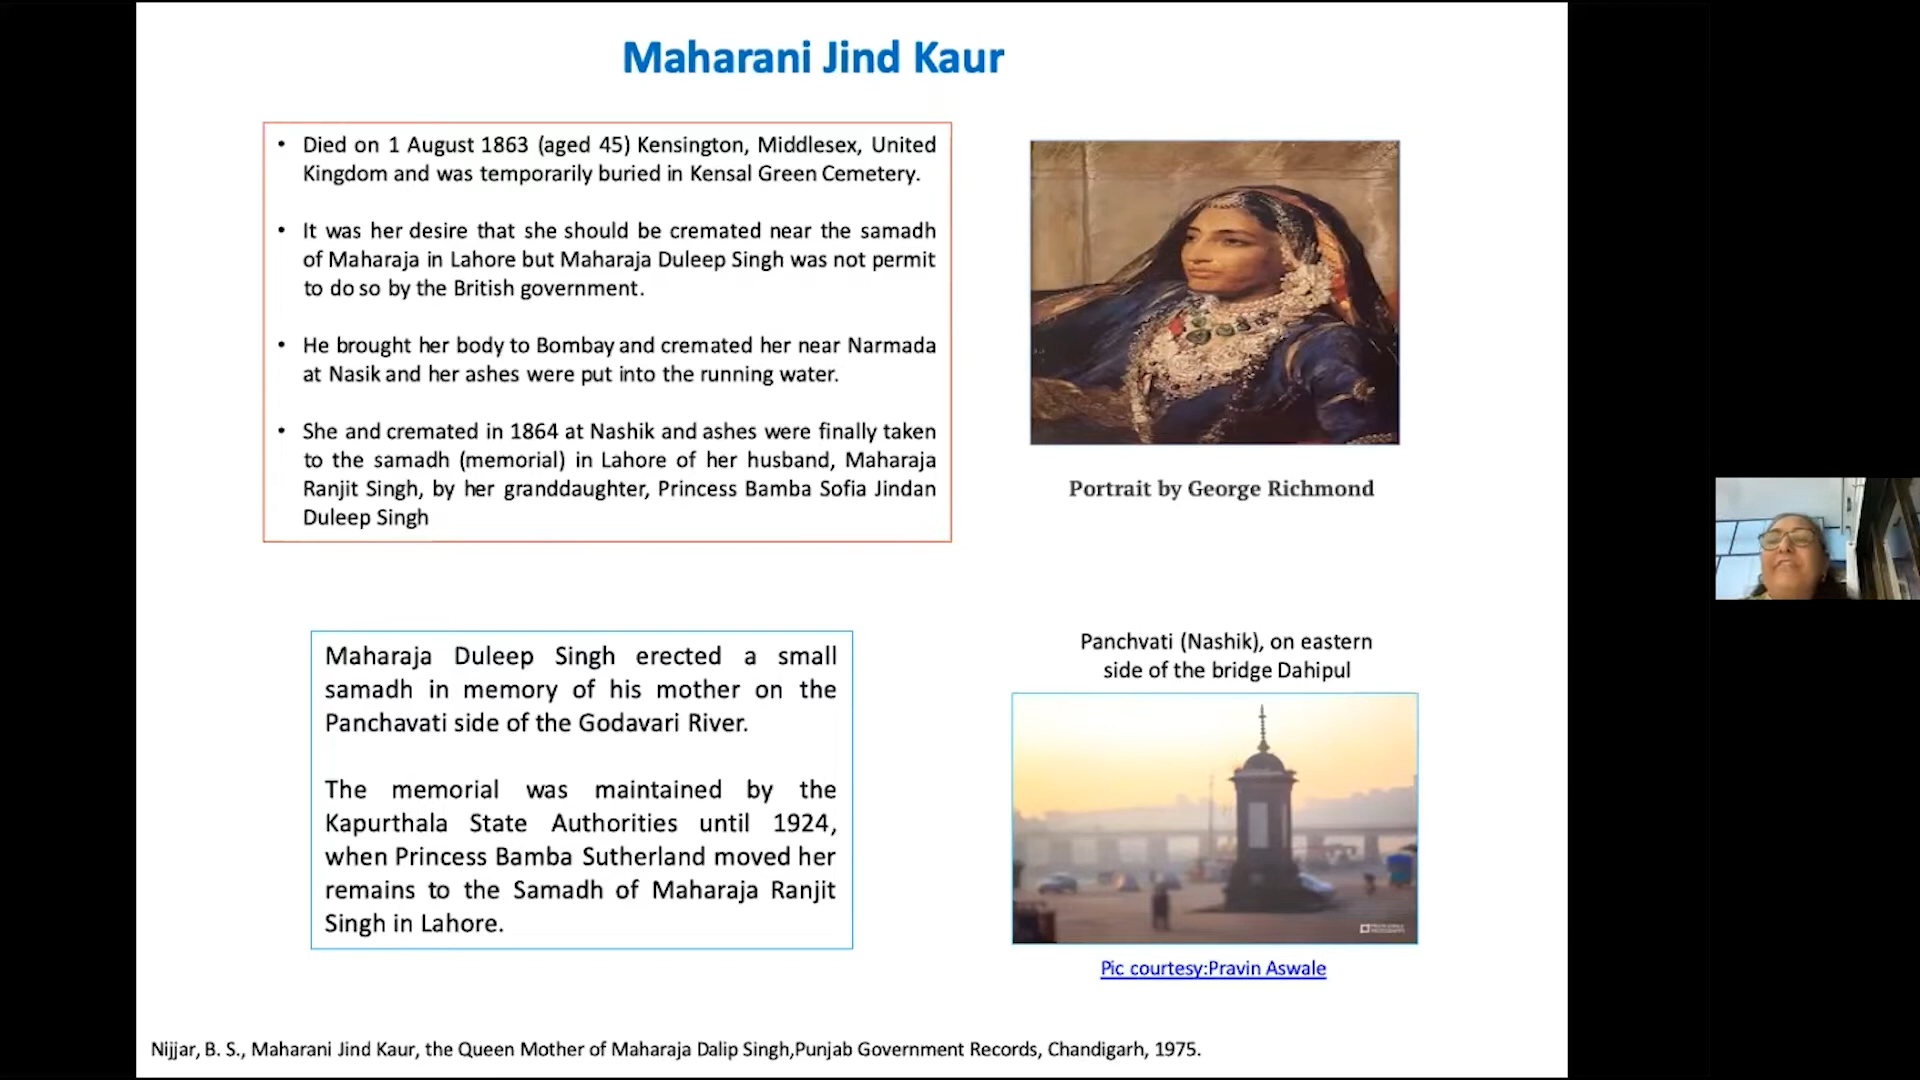 Maharani Jind Kaur
• Died on 1 August 1863 (aged 45) Kensington, Middlesex, United
Kingdom and was temporarily buried in Kensal Green Cemetery.
• It was her desire that she should be cremated near the samadh
of Maharaja in Lahore but Maharaja Duleep Singh was not permit
to do so by the British government.
• He brought her body to Bombay and cremated her near Narmada
at Nasik and her ashes were put into the running water.
• She and cremated in 1864 at Nashik and ashes were finally taken
to the samadh (memorial) in Lahore of her husband, Maharaja
Ranjit Singh, by her granddaughter, Princess Bamba Sofia Jindan
Duleep Singh
Portrait by George Richmond
Maharaja Duleep Singh erected a small
samadh in memory of his mother on the
Panchavati side of the Godavari River.
The memorial was maintained by the
Kapurthala State Authorities until 1924,
when Princess Bamba Sutherland moved her
remains to the Samadh of Maharaja Ranjit
Singh in Lahore.
Panchvati (Nashik), on eastern
side of the bridge Dahipul
Pic courtesy:Pravin Aswale
Nijjar, B. S., Maharani Jind Kaur, the Queen Mother of Maharaja Dalip Singh,Punjab Government Records, Chandigarh, 1975.